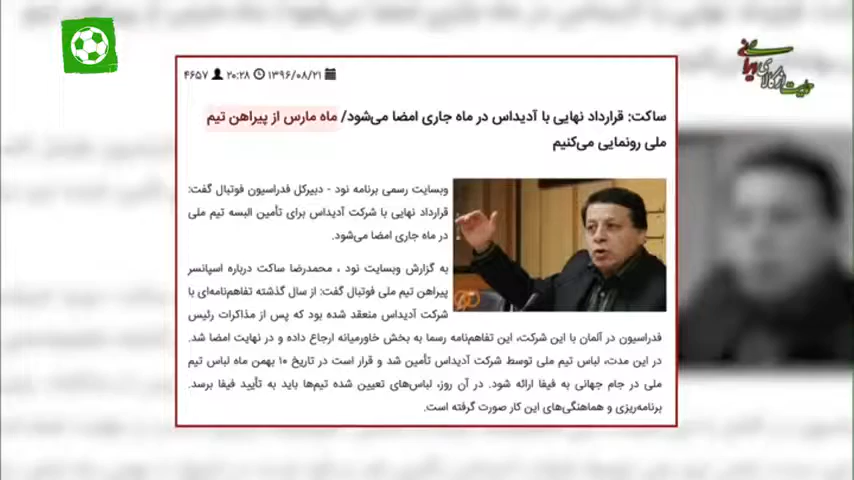 حمایت از کالای ایرانی
۱۳۹۶/۰۸/۲۱ ۲۰:۲۸ ۴۶۵۷
ساکت: قرارداد نهایی با آدیداس در ماه جاری امضا می‌شود/ ماه مارس از پیراهن تیم
ملی رونمایی می‌کنیم
وبسایت رسمی برنامه نود - دبیرکل فدراسیون فوتبال گفت:
قرارداد نهایی با شرکت آدیداس برای تأمین البسه تیم ملی
در ماه جاری امضا می‌شود.
به گزارش وبسایت نود ، محمدرضا ساکت درباره اسپانسر
پیراهن تیم ملی فوتبال گفت: از سال گذشته تفاهم‌نامه‌ای با
شرکت آدیداس منعقد شده بود که پس از مذاکرات رئیس
فدراسیون در آلمان با این شرکت، این تفاهم‌نامه رسما به بخش خاورمیانه ارجاع داده و در نهایت امضا شد.
در این مدت، لباس تیم ملی توسط شرکت آدیداس تأمین شد و قرار است در تاریخ ۱۰ بهمن ماه لباس تیم
ملی در جام جهانی به فیفا ارائه شود. در آن روز، لباس‌های تعیین شده تیم‌ها باید به تأیید فیفا برسد.
برنامه‌ریزی و هماهنگی‌های این کار صورت گرفته است.